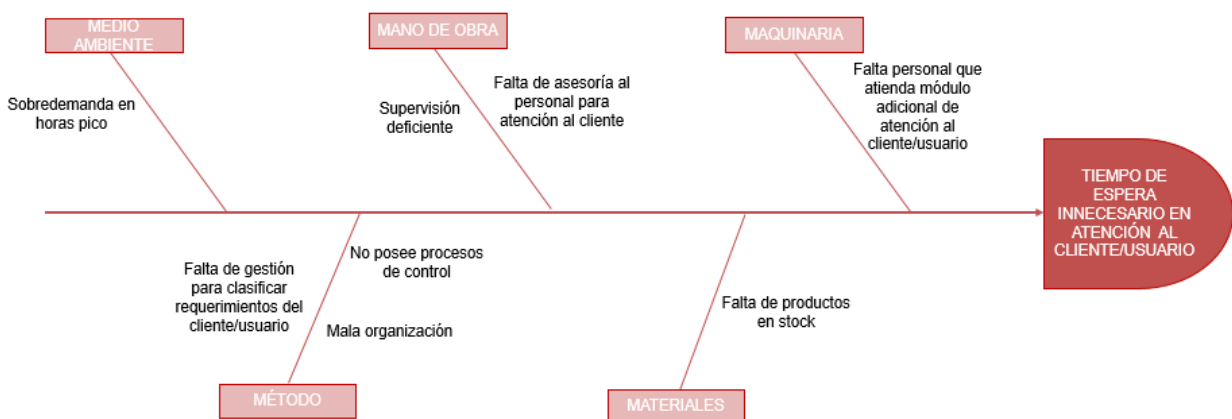 MEDIO
AMBIENTE
MANO DE OBRA
MAQUINARIA
Sobredemanda en
horas pico
Supervisión
deficiente
Falta de asesoría al
personal para
atención al cliente
Falta personal que
atienda módulo
adicional de
atención al
cliente/usuario
TIEMPO DE
ESPERA
INNECESARIO EN
ATENCIÓN AL
CLIENTE/USUARIO
Falta de gestión
para clasificar
requerimientos del
cliente/usuario
No posee procesos
de control
Mala organización
Falta de productos
en stock
MÉTODO
MATERIALES